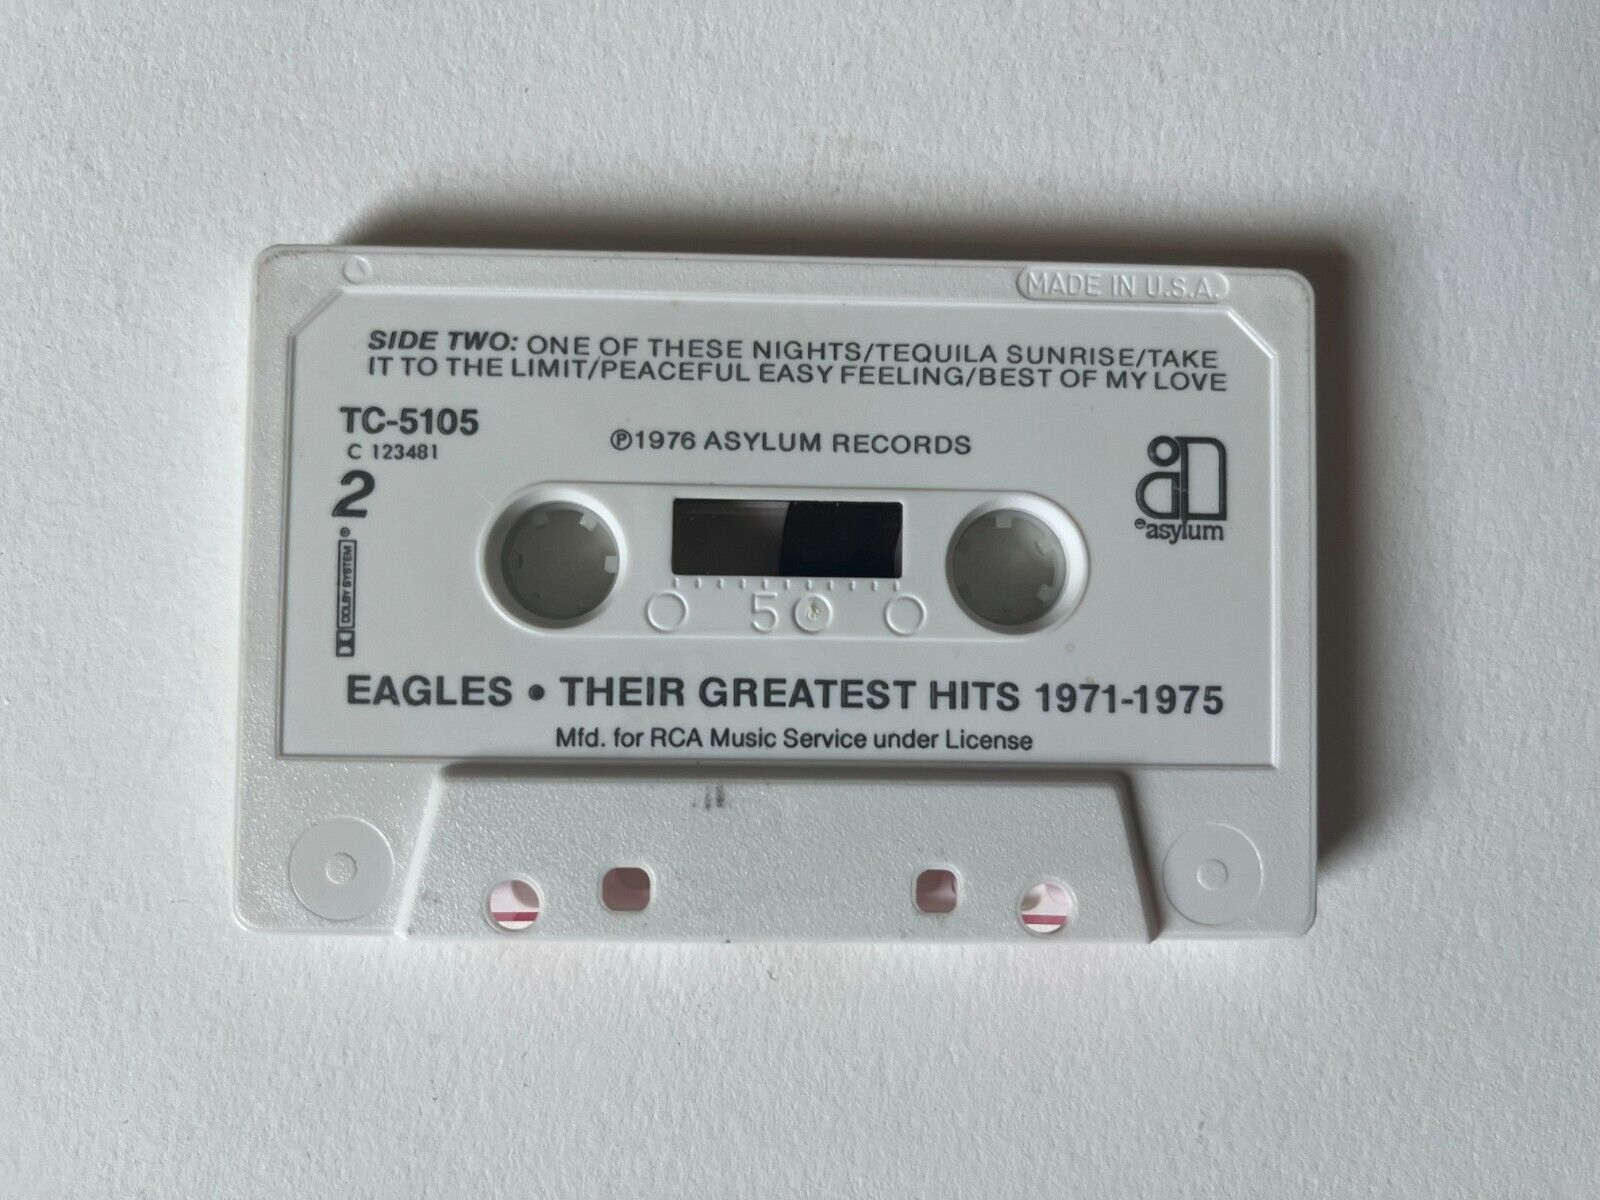 MADE IN U.S.A.
SIDE TWO: ONE OF THESE NIGHTS/TEQUILA SUNRISE/TAKE
IT TO THE LIMIT/PEACEFUL EASY FEELING/BEST OF MY LOVE
TC-5105
C 123481
℗1976 ASYLUM RECORDS
2
asylum
DOLBY SYSTEM®
5
EAGLES • THEIR GREATEST HITS 1971-1975
Mfd. for RCA Music Service under License